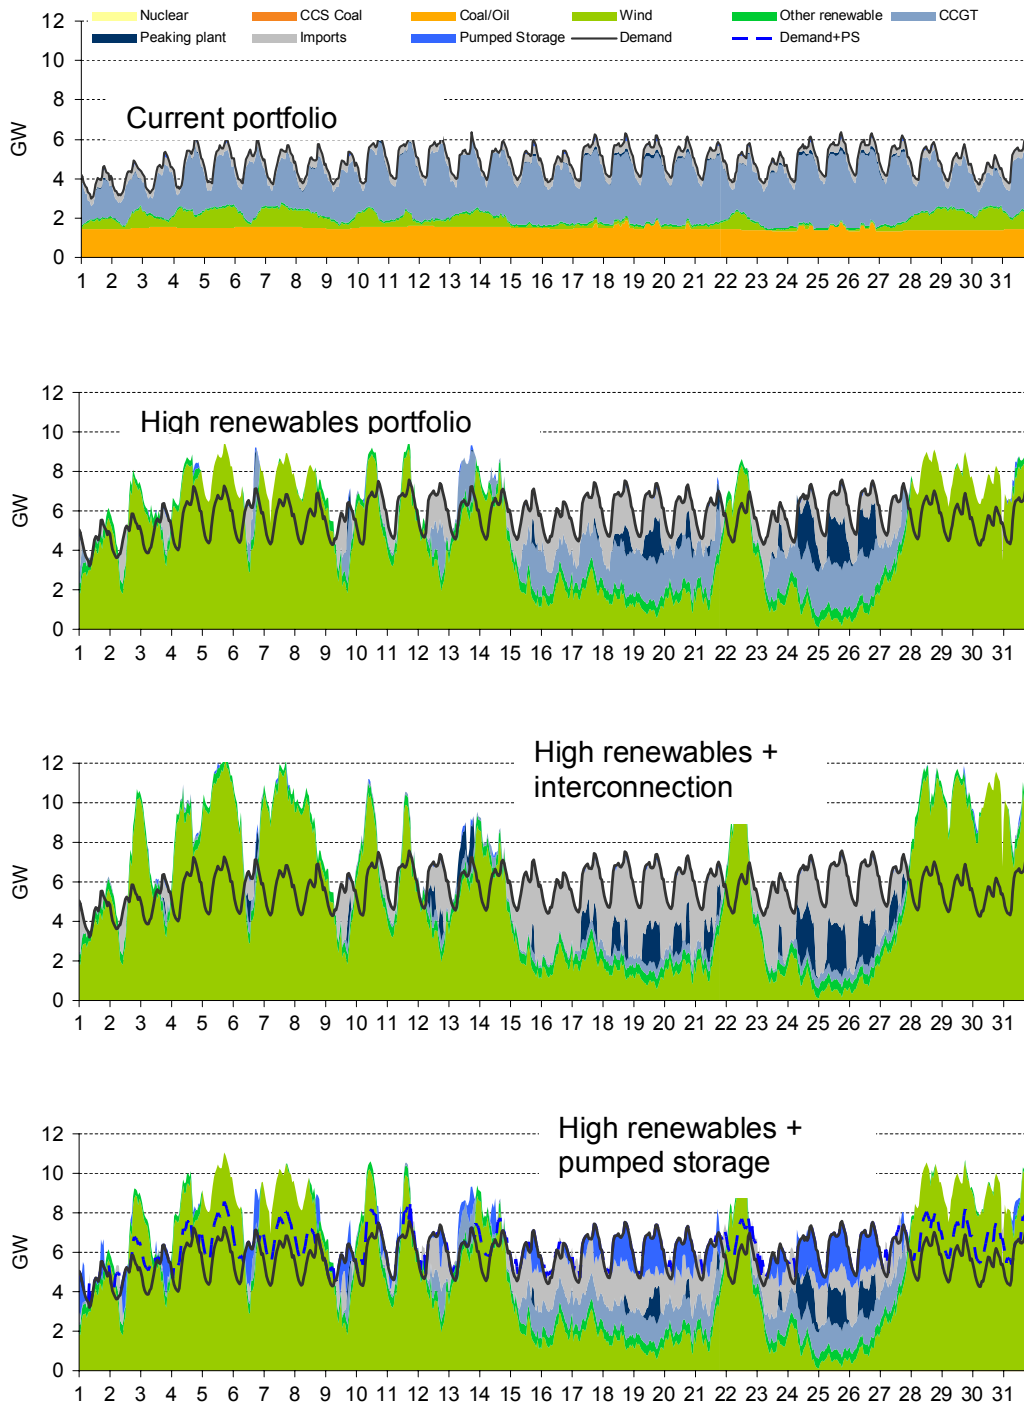 Nuclear CCS Coal Coal/Oil Wind Other renewable CCGT
Peaking plant Imports Pumped Storage Demand Demand+PS
12
10
8
6
4
2
0
GW
Current portfolio
1 2 3 4 5 6 7 8 9 10 11 12 13 14 15 16 17 18 19 20 21 22 23 24 25 26 27 28 29 30 31
12
10
8
6
4
2
0
GW
High renewables portfolio
1 2 3 4 5 6 7 8 9 10 11 12 13 14 15 16 17 18 19 20 21 22 23 24 25 26 27 28 29 30 31
12
10
8
6
4
2
0
GW
High renewables +
interconnection
1 2 3 4 5 6 7 8 9 10 11 12 13 14 15 16 17 18 19 20 21 22 23 24 25 26 27 28 29 30 31
12
10
8
6
4
2
0
GW
High renewables +
pumped storage
1 2 3 4 5 6 7 8 9 10 11 12 13 14 15 16 17 18 19 20 21 22 23 24 25 26 27 28 29 30 31